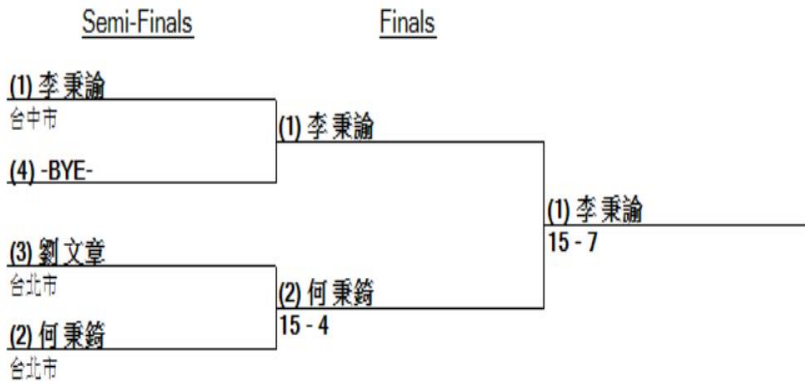 Semi-Finals
Finals
(1) 李秉諭
台中市
(4) -BYE-
(3) 劉文章
台北市
(2) 何秉錡
台北市
(1) 李秉諭
(2) 何秉錡
15 - 4
(1) 李秉諭
15 - 7